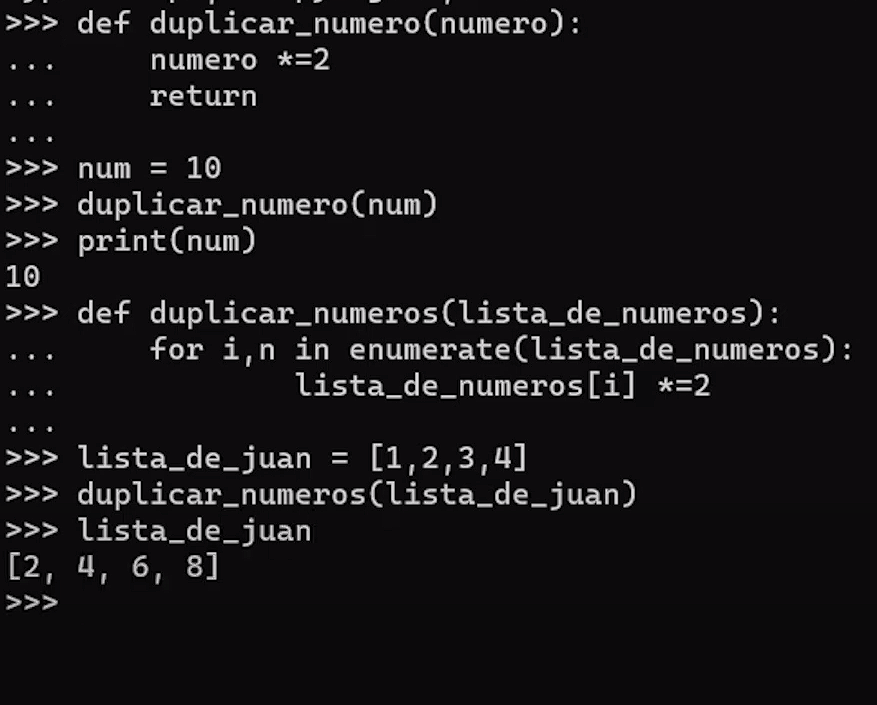 >>> def duplicar_numero(numero):
...     numero *=2
...     return
...
>>> num = 10
>>> duplicar_numero(num)
>>> print(num)
10
>>> def duplicar_numeros(lista_de_numeros):
...     for i,n in enumerate(lista_de_numeros):
...             lista_de_numeros[i] *=2
...
>>> lista_de_juan = [1,2,3,4]
>>> duplicar_numeros(lista_de_juan)
>>> lista_de_juan
[2, 4, 6, 8]
>>>